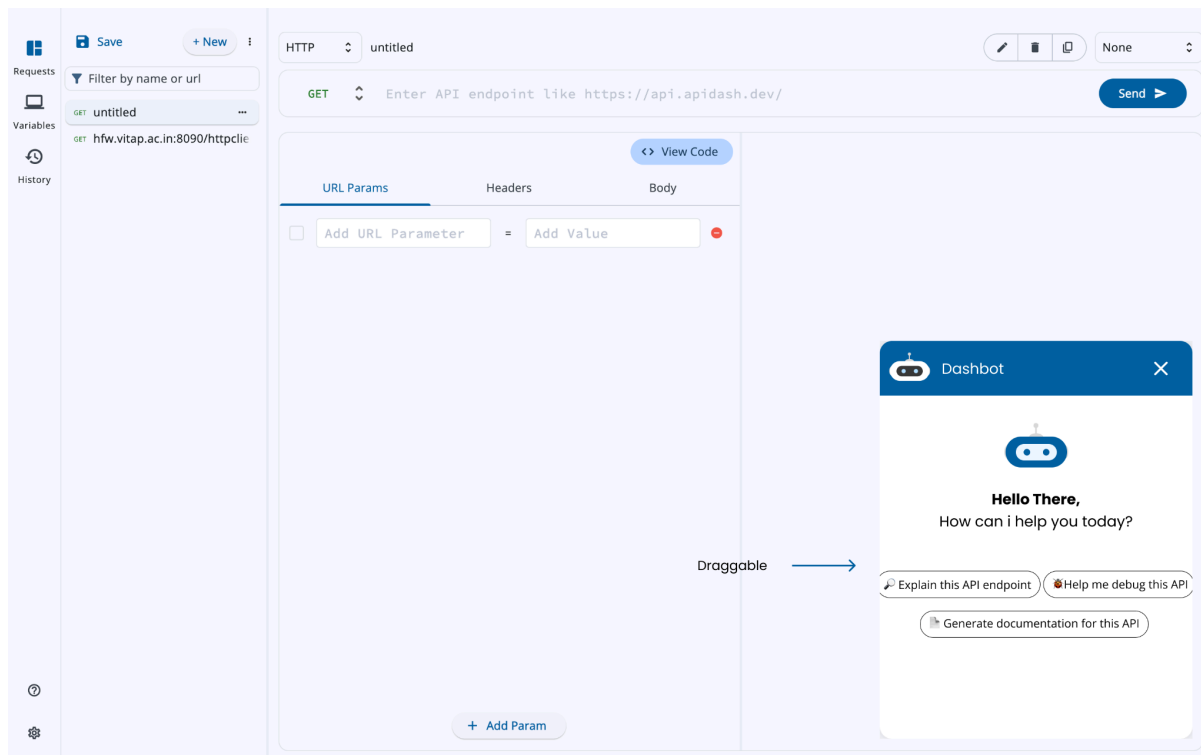 Requests
Variables
History
Save
+ New
Filter by name or url
GET untitled
GET hfw.vitap.ac.in:8090/httpclie
HTTP
untitled
None
GET
Enter API endpoint like https://api.apidash.dev/
Send
<> View Code
URL Params
Headers
Body
Add URL Parameter = Add Value
+ Add Param
Draggable
Dashbot
Hello There,
How can i help you today?
Explain this API endpoint
Help me debug this API
Generate documentation for this API